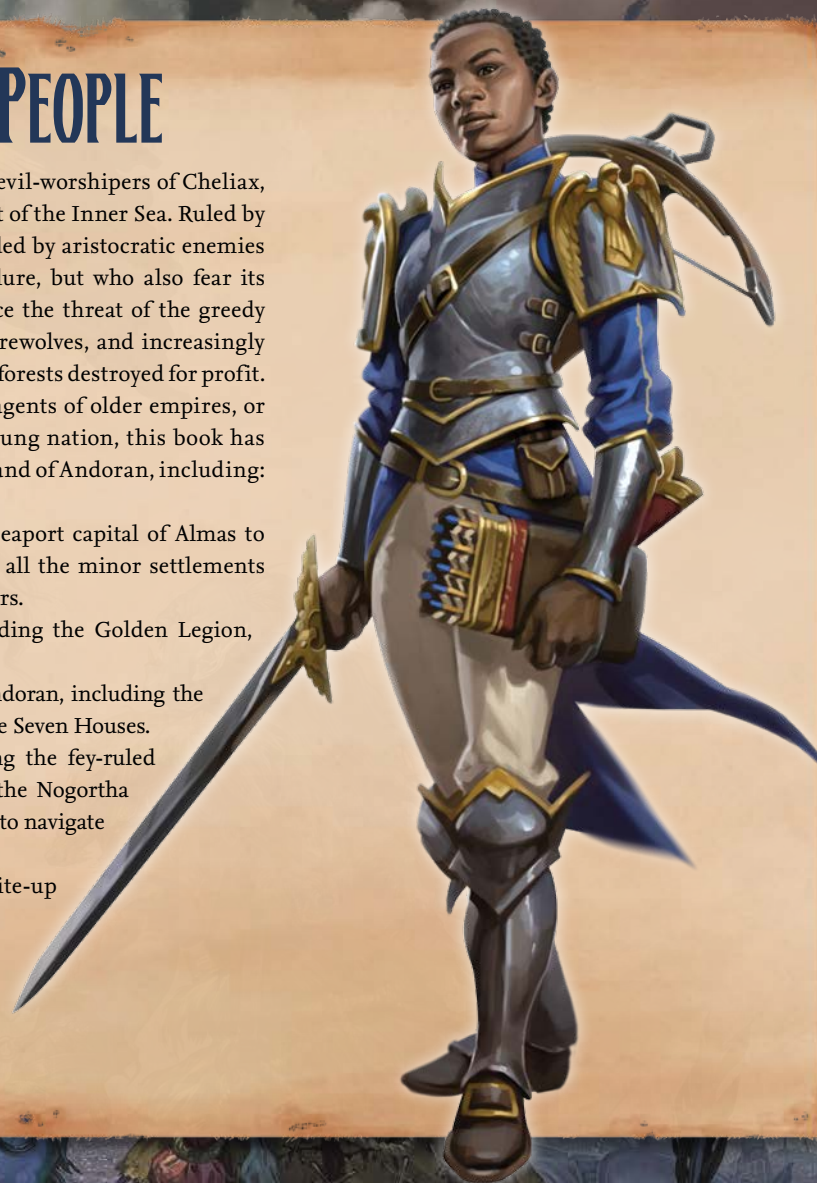 PEOPLE
evil-worshipers of Cheliax,
of the Inner Sea. Ruled by
led by aristocratic enemies
lure, but who also fear its
ce the threat of the greedy
rewolves, and increasingly
forests destroyed for profit.
agents of older empires, or
ung nation, this book has
and of Andoran, including:
eaport capital of Almas to
all the minor settlements
rs.
ding the Golden Legion,
ndoran, including the
e Seven Houses.
ng the fey-ruled
the Nogortha
to navigate
ite-up